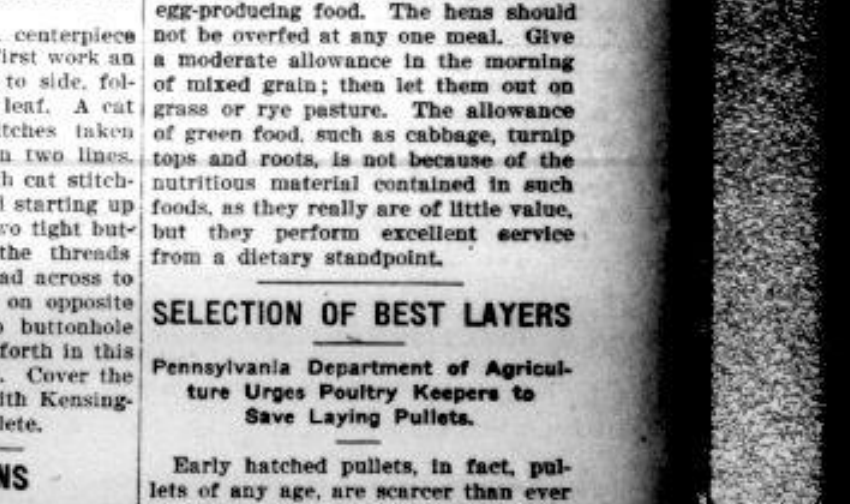 centerpiece
first work an
to side, fol-
leaf. A cat
taken
two lines.
cat stitch-
starting up
tight but-
the threads
across to
on opposite
buttonhole
forth in this
Cover the
Kensing-
NS
egg-producing food. The hens should
not be overfed at any one meal. Give
a moderate allowance in the morning
of mixed grain; then let them out on
grass or rye pasture. The allowance
of green food, such as cabbage, turnip
tops and roots, is not because of the
nutritious material contained in such
foods, as they really are of little value,
but they perform excellent service
from a dietary standpoint.
SELECTION OF BEST LAYERS
Pennsylvania Department of Agricul-
ture Urges Poultry Keepers to
Save Laying Pullets.
Early hatched pullets, in fact, pul-
lets of any age, are scarcer than ever